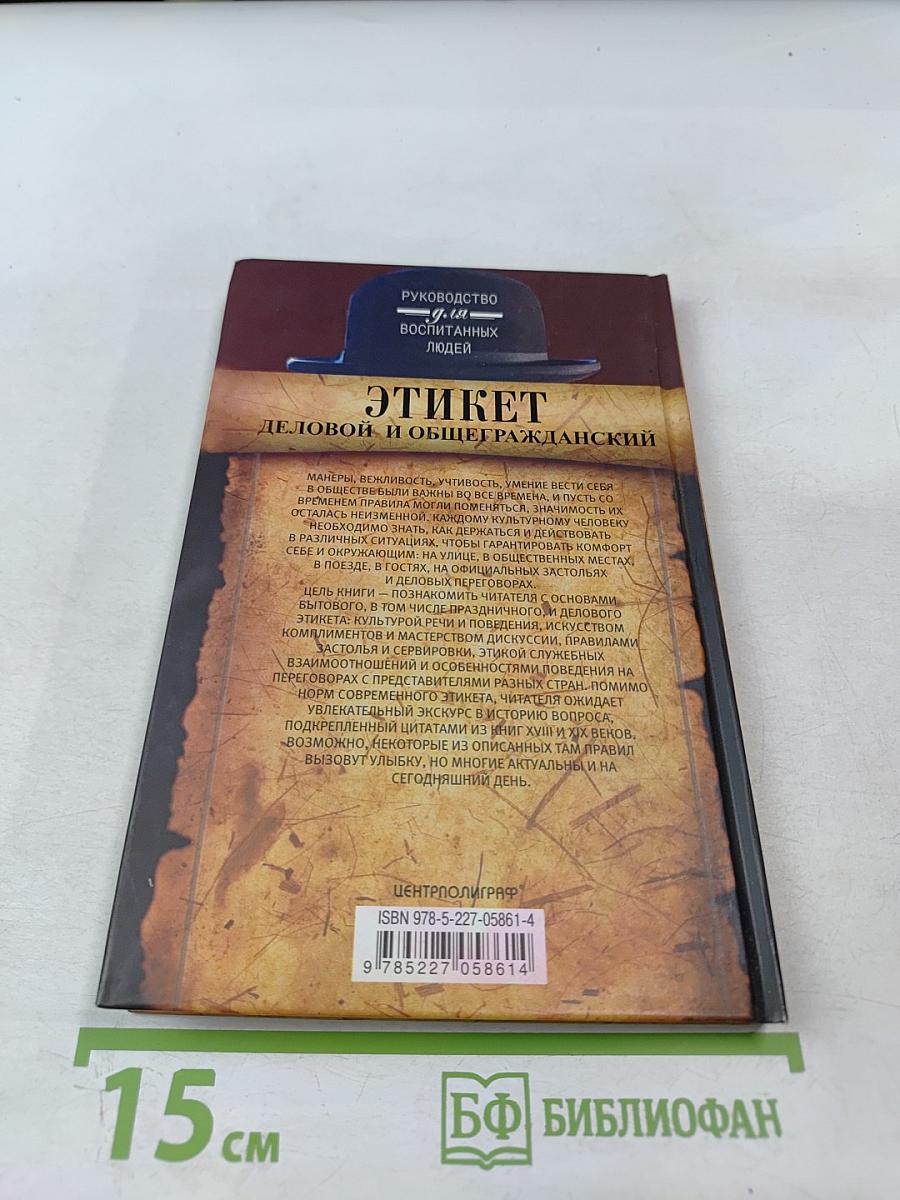 РУКОВОДСТВО
для
ВОСПИТАННЫХ
ЛЮДЕЙ
ЭТИКЕТ
ДЕЛОВОЙ И ОБЩЕГРАЖДАНСКИЙ
МАНЕРЫ, ВЕЖЛИВОСТЬ, УЧТИВОСТЬ, УМЕНИЕ ВЕСТИ СЕБЯ
В ОБЩЕСТВЕ БЫЛИ ВАЖНЫ ВО ВСЕ ВРЕМЕНА, И ПУСТЬ СО
ВРЕМЕНЕМ ПРАВИЛА МОГЛИ ПОМЕНЯТЬСЯ, ЗНАЧИМОСТЬ ИХ
ОСТАЛАСЬ НЕИЗМЕННОЙ. КАЖДОМУ КУЛЬТУРНОМУ ЧЕЛОВЕКУ
НЕОБХОДИМО ЗНАТЬ, КАК ДЕРЖАТЬСЯ И ДЕЙСТВОВАТЬ
В РАЗЛИЧНЫХ СИТУАЦИЯХ, ЧТОБЫ ГАРАНТИРОВАТЬ КОМФОРТ
СЕБЕ И ОКРУЖАЮЩИМ: НА УЛИЦЕ, В ОБЩЕСТВЕННЫХ МЕСТАХ,
В ПОЕЗДЕ, В ГОСТЯХ, НА ОФИЦИАЛЬНЫХ ЗАСТОЛЬЯХ
И ДЕЛОВЫХ ПЕРЕГОВОРАХ.
ЦЕЛЬ КНИГИ — ПОЗНАКОМИТЬ ЧИТАТЕЛЯ С ОСНОВАМИ
БЫТОВОГО, В ТОМ ЧИСЛЕ ПРАЗДНИЧНОГО, И ДЕЛОВОГО
ЭТИКЕТА: КУЛЬТУРОЙ РЕЧИ И ПОВЕДЕНИЯ, ИСКУССТВОМ
КОМПЛИМЕНТОВ И МАСТЕРСТВОМ ДИСКУССИИ, ПРАВИЛАМИ
ЗАСТОЛЬЯ И СЕРВИРОВКИ, ЭТИКОЙ СЛУЖЕБНЫХ
ВЗАИМООТНОШЕНИЙ И ОСОБЕННОСТЯМИ ПОВЕДЕНИЯ НА
ПЕРЕГОВОРАХ С ПРЕДСТАВИТЕЛЯМИ РАЗНЫХ СТРАН. ПОМИМО
НОРМ СОВРЕМЕННОГО ЭТИКЕТА, ЧИТАТЕЛЯ ОЖИДАЕТ
УВЛЕКАТЕЛЬНЫЙ ЭКСКУРС В ИСТОРИЮ ВОПРОСА,
ПОДКРЕПЛЕННЫЙ ЦИТАТАМИ ИЗ КНИГ XVIII И XIX ВЕКОВ.
ВОЗМОЖНО, НЕКОТОРЫЕ ИЗ ОПИСАННЫХ ТАМ ПРАВИЛ
ВЫЗОВУТ УЛЫБКУ, НО МНОГИЕ АКТУАЛЬНЫ И НА
СЕГОДНЯШНИЙ ДЕНЬ.
ЦЕНТРПОЛИГРАФ®
ISBN 978-5-227-05861-4
9 785227 058614
15 см
БФ БИБЛИОФАН